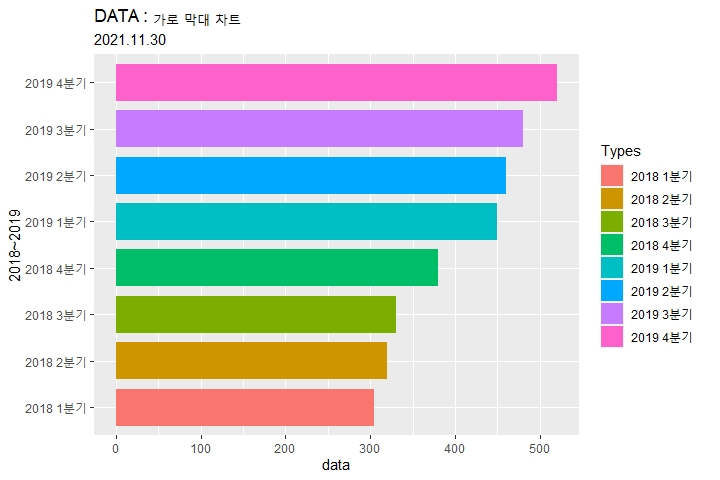 DATA : 가로 막대 차트
2021.11.30
2018~2019
2019 4분기
2019 3분기
2019 2분기
2019 1분기
2018 4분기
2018 3분기
2018 2분기
2018 1분기
0 100 200 300 400 500
data
Types
2018 1분기
2018 2분기
2018 3분기
2018 4분기
2019 1분기
2019 2분기
2019 3분기
2019 4분기